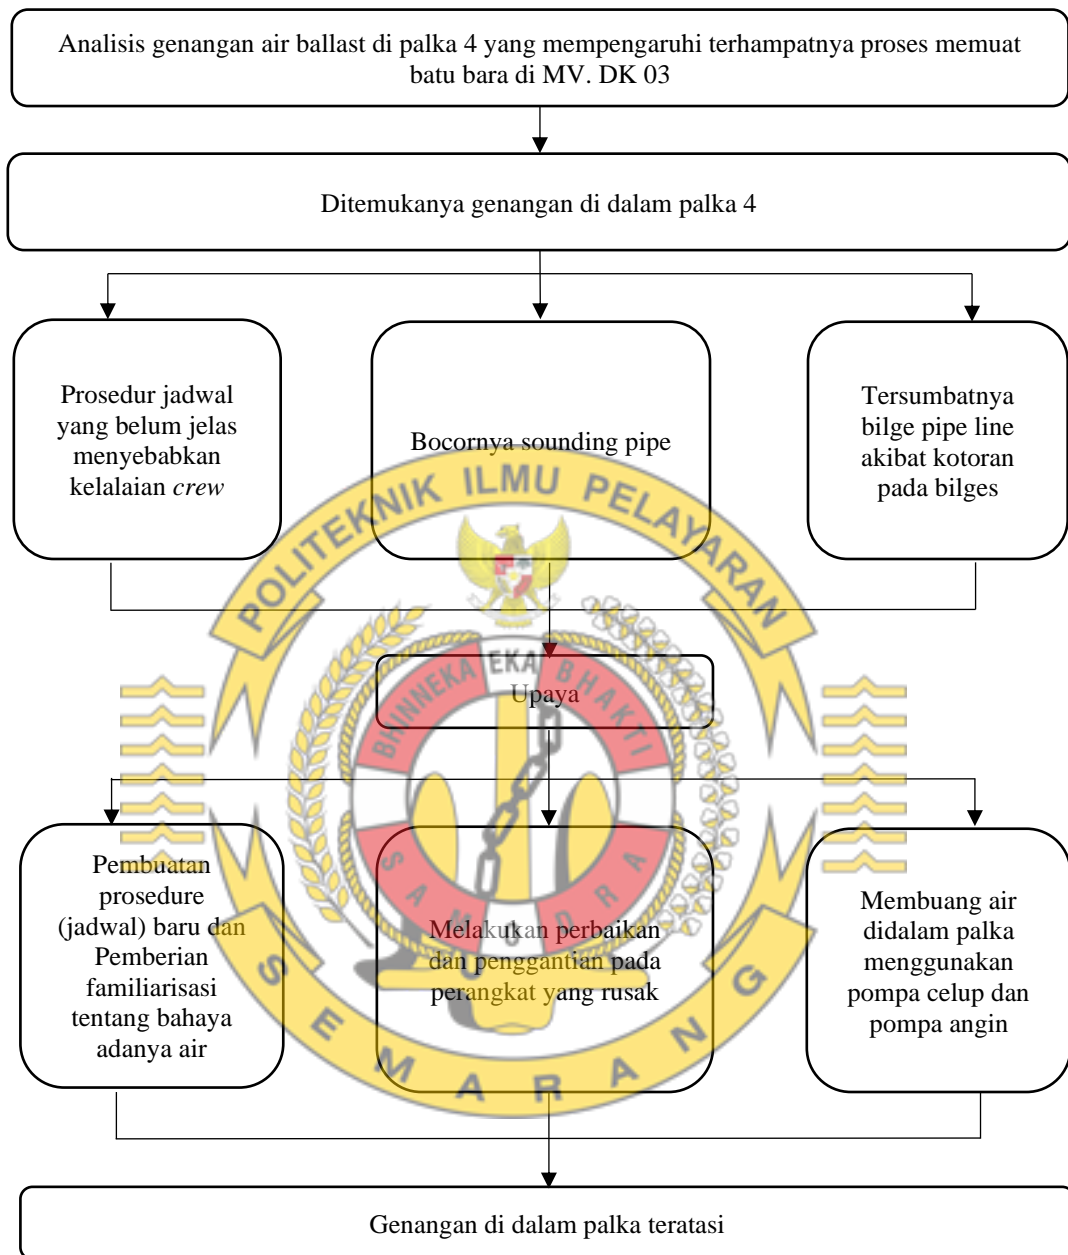 Analisis genangan air ballast di palka 4 yang mempengaruhi terhampatnya proses memuat
batu bara di MV. DK 03
Ditemukanya genangan di dalam palka 4
Prosedur jadwal
yang belum jelas
menyebabkan
kelalaian crew
Bocornya sounding pipe
Tersumbatnya
bilge pipe line
akibat kotoran
pada bilges
POLITEKNIK ILMU PELAYARAN
BHINNEKA EKA BHAKTI
Upaya
SAMUDRA
Pembuatan
prosedure
(jadwal) baru dan
Pemberian
familiarisasi
tentang bahaya
adanya air
Melakukan perbaikan
dan penggantian pada
perangkat yang rusak
Membuang air
didalam palka
menggunakan
pompa celup dan
pompa angin
SEMARANG
Genangan di dalam palka teratasi